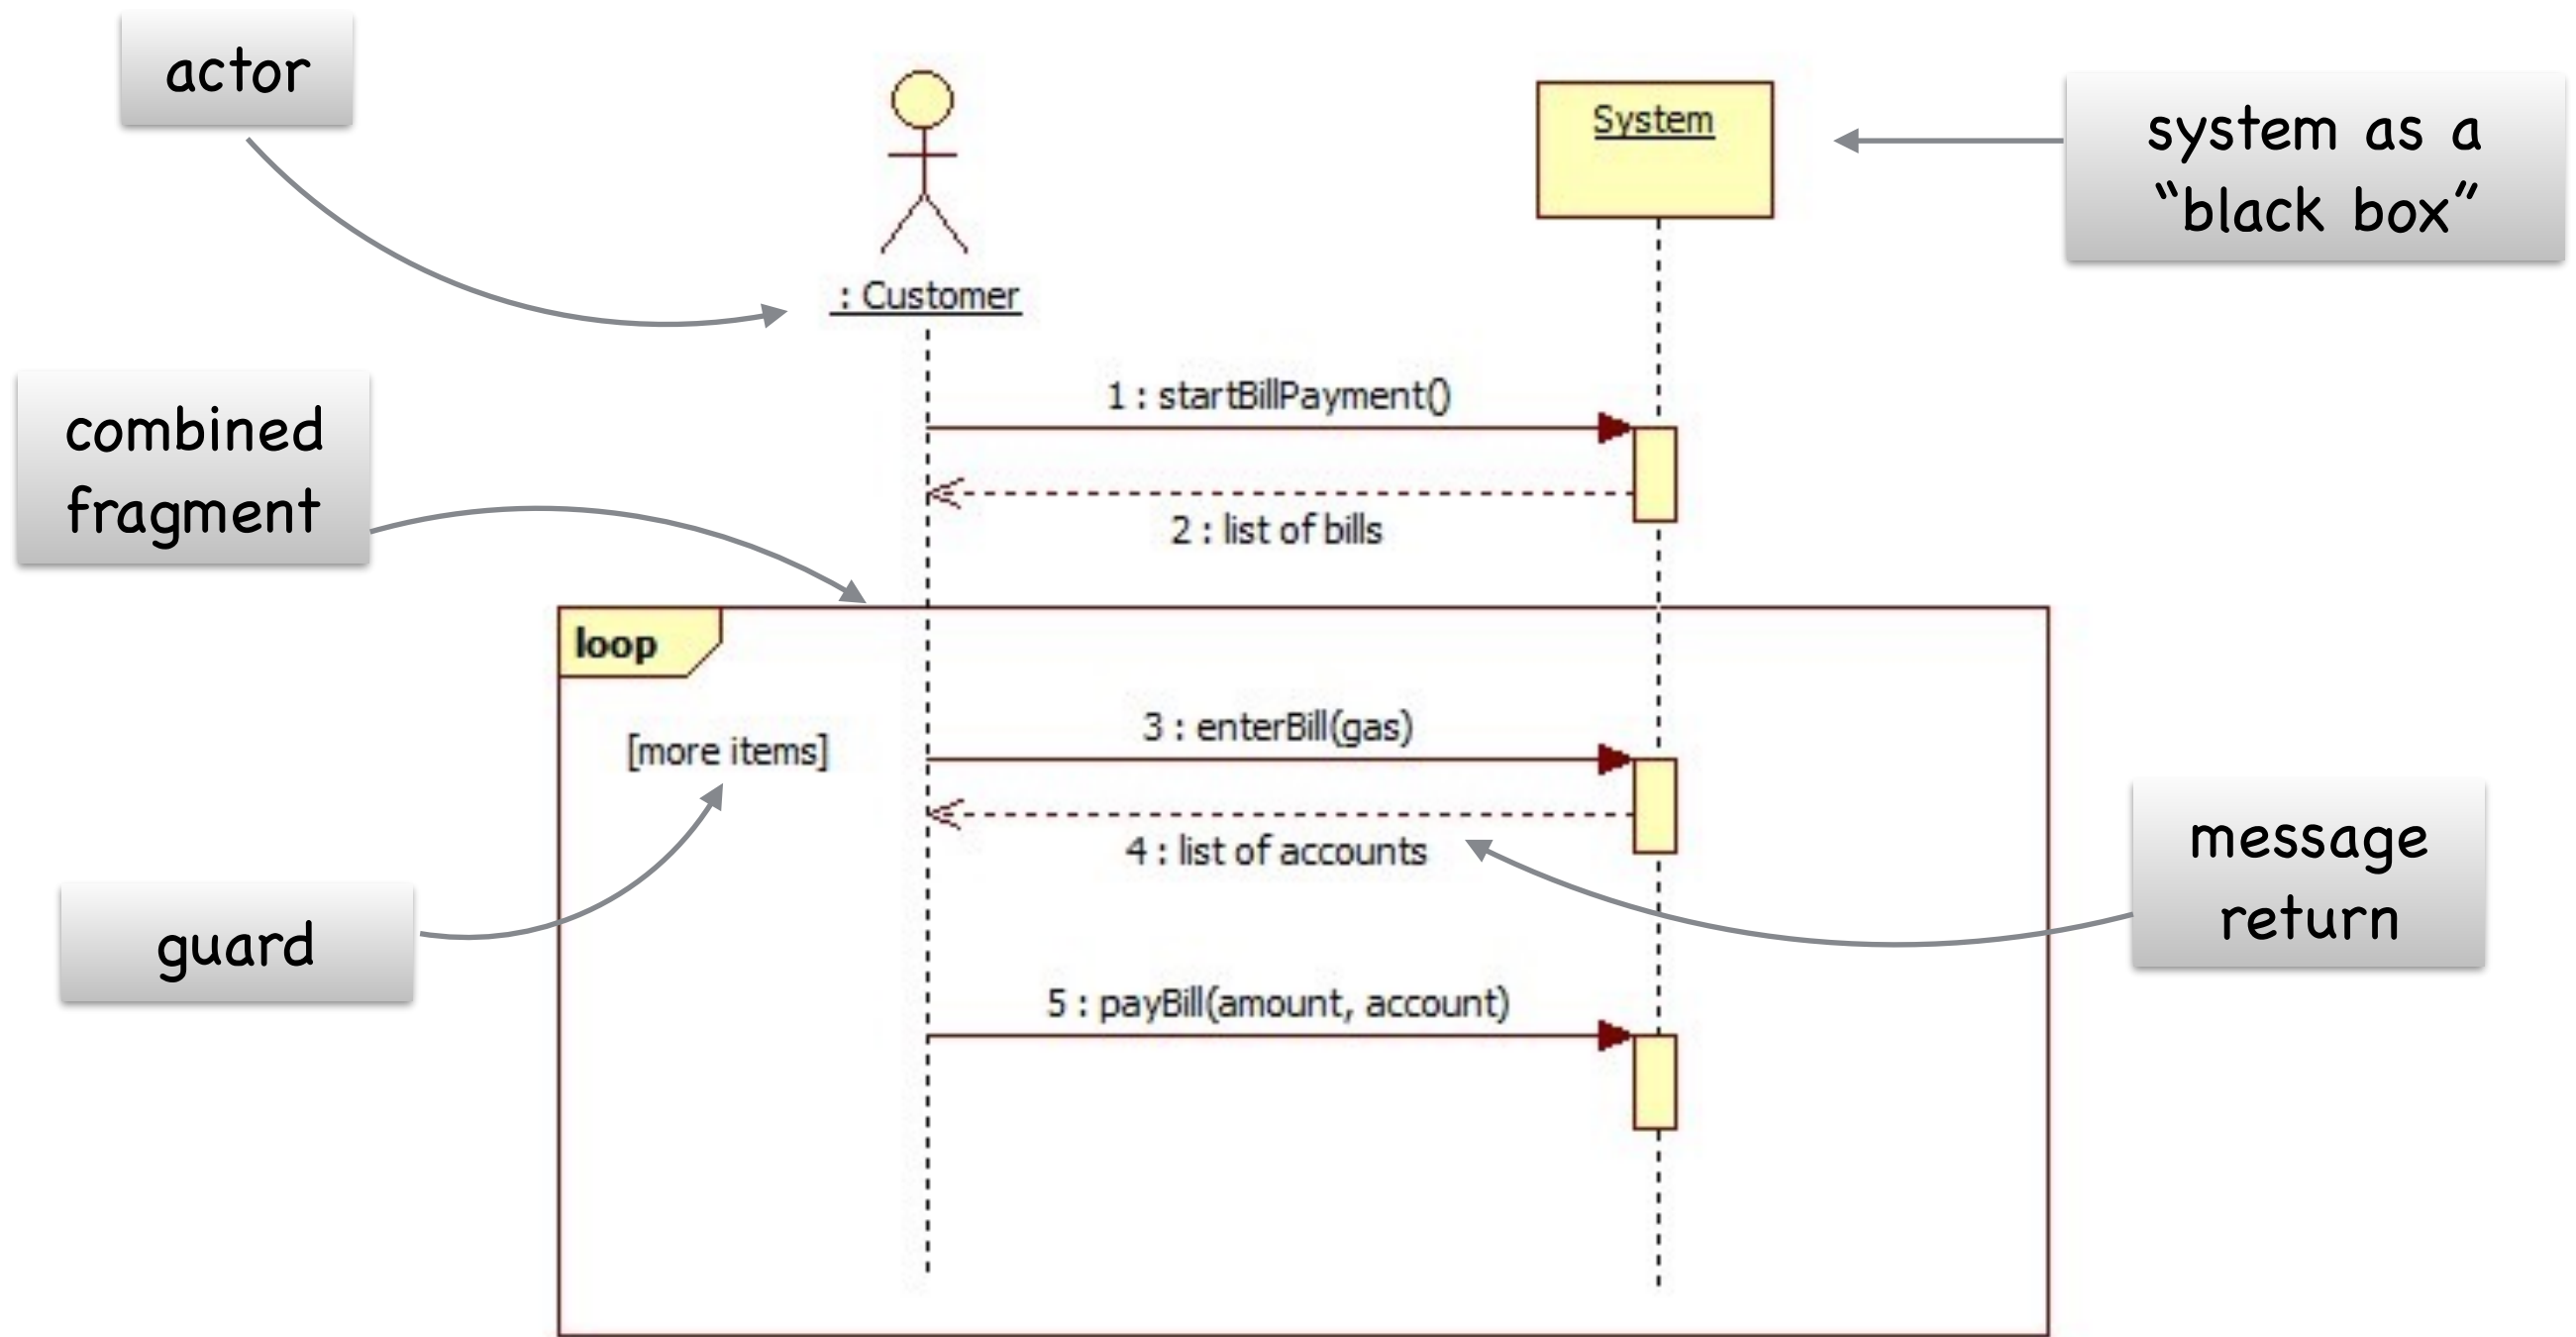 actor
System
system as a
“black box”
: Customer
1 : startBillPayment()
combined
fragment
2 : list of bills
loop
3 : enterBill(gas)
[more items]
4 : list of accounts
message
return
guard
5 : payBill(amount, account)